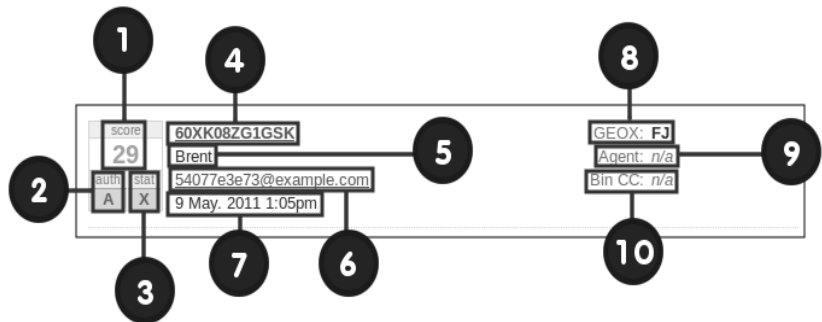 1
4
8
score
60XK08ZG1GSK
GEOX: FJ
29
Brent
5
Agent: n/a
9
2
auth
stat
54077e3e73@example.com
Bin CC: n/a
A
X
9 May. 2011 1:05pm
3
7
6
10